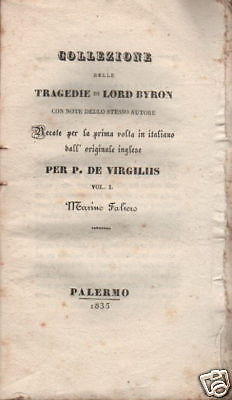 COLLEZIONE
DELLE
TRAGEDIE DI LORD BYRON
CON NOTE DELLO STESSO AUTORE
Recate per la prima volta in italiano
dall' originale inglese
PER P. DE VIRGILIIS
VOL. I.
Marino Faliero
PALERMO
1835